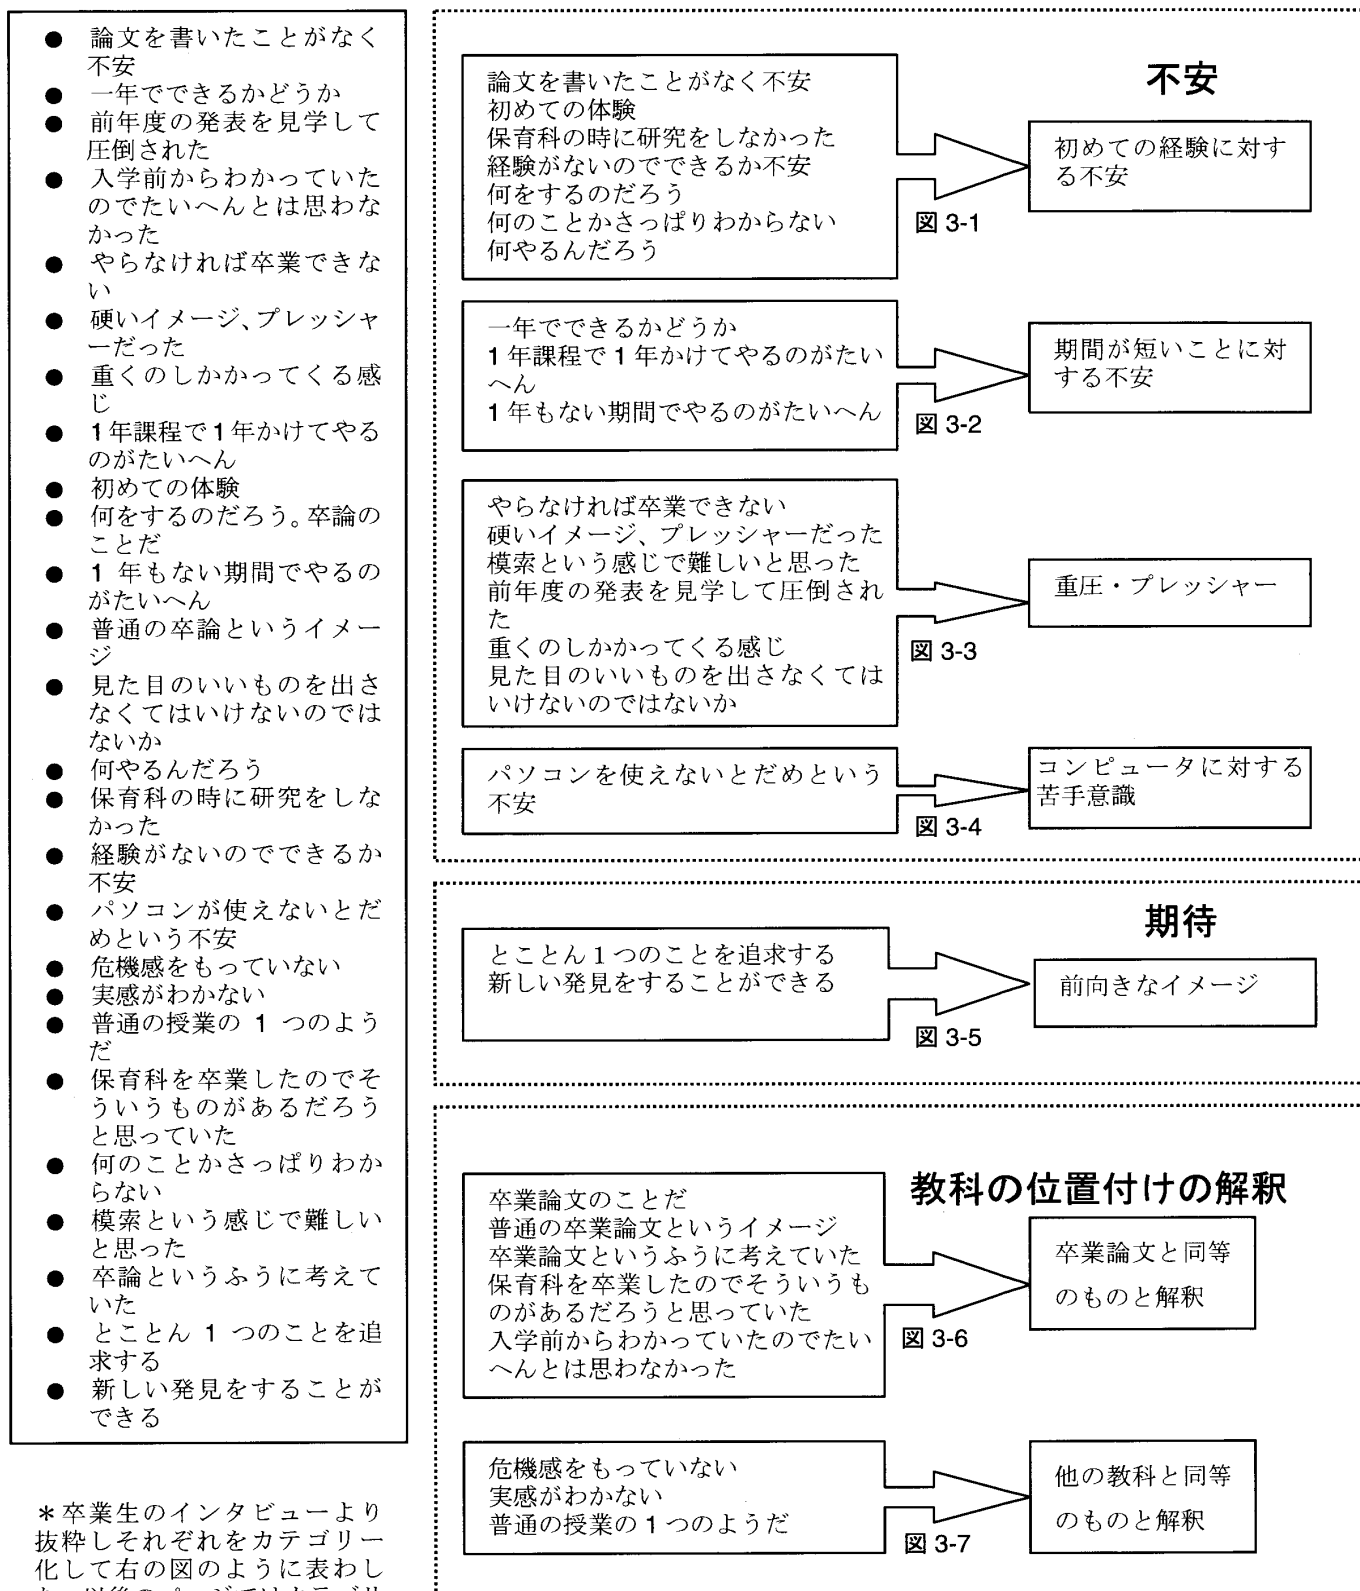 ● 論文を書いたことがなく
不安
● 一年でできるかどうか
● 前年度の発表を見学して
圧倒された
● 入学前からわかっていた
のでたいへんとは思わな
かった
● やらなければ卒業できな
い
● 硬いイメージ、プレッシャ
ーだった
● 重くのしかかってくる感
じ
● 1年課程で1年かけてやる
のがたいへん
● 初めての体験
● 何をするのだろう。卒論の
ことだ
● 1 年もない期間でやるの
がたいへん
● 普通の卒論というイメー
ジ
● 見た目のいいものを出さ
なくてはいけないのでは
ないか
● 何やるんだろう
● 保育科の時に研究をしな
かった
● 経験がないのでできるか
不安
● パソコンが使えないとだ
めという不安
● 危機感をもっていない
● 実感がわかない
● 普通の授業の 1 つのよう
だ
● 保育科を卒業したのでそ
ういうものがあるだろう
と思っていた
● 何のことかさっぱりわか
らない
● 模索という感じで難しい
と思った
● 卒論というふうに考えて
いた
● とことん 1 つのことを追
求する
● 新しい発見をすることが
できる
＊卒業生のインタビューより
抜粋しそれぞれをカテゴリー
化して右の図のように表わし
不安
論文を書いたことがなく不安
初めての体験
保育科の時に研究をしなかった
経験がないのでできるか不安
何をするのだろう
何のことかさっぱりわからない
何やるんだろう
図 3-1
初めての経験に対す
る不安
一年でできるかどうか
1年課程で1年かけてやるのがたい
へん
1年もない期間でやるのがたいへん
図 3-2
期間が短いことに対
する不安
やらなければ卒業できない
硬いイメージ、プレッシャーだった
模索という感じで難しいと思った
前年度の発表を見学して圧倒され
た
重くのしかかってくる感じ
見た目のいいものを出さなくては
いけないのではないか
図 3-3
重圧・プレッシャー
パソコンを使えないとだめという
不安
図 3-4
コンピュータに対する
苦手意識
期待
とことん1つのことを追求する
新しい発見をすることができる
図 3-5
前向きなイメージ
教科の位置付けの解釈
卒業論文のことだ
普通の卒業論文というイメージ
卒業論文というふうに考えていた
保育科を卒業したのでそういうも
のがあるだろうと思っていた
入学前からわかっていたのでたい
へんとは思わなかった
図 3-6
卒業論文と同等
のものと解釈
危機感をもっていない
実感がわかない
普通の授業の1つのようだ
図 3-7
他の教科と同等
のものと解釈